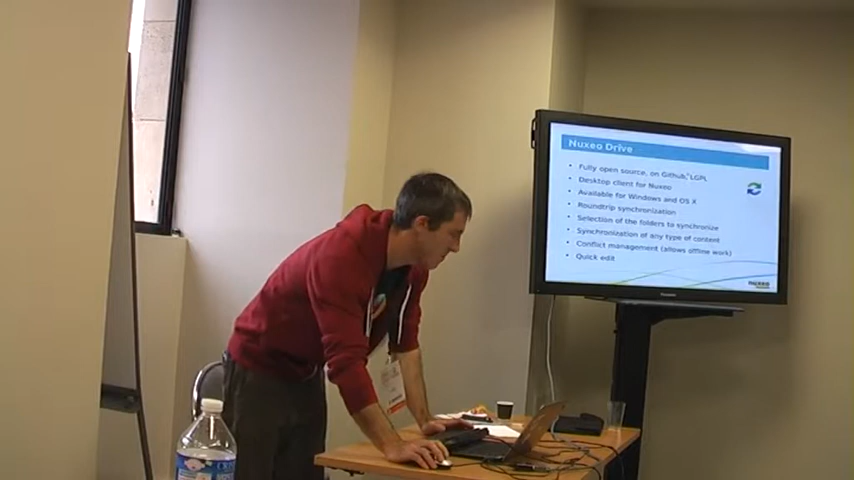 Nuxeo Drive
• Fully open source, on Github, LGPL
• Desktop client for Nuxeo
• Available for Windows and OS X
• Roundtrip synchronization
• Selection of the folders to synchronize
• Synchronization of any type of content
• Conflict management (allows offline work)
• Quick edit
nuxeo